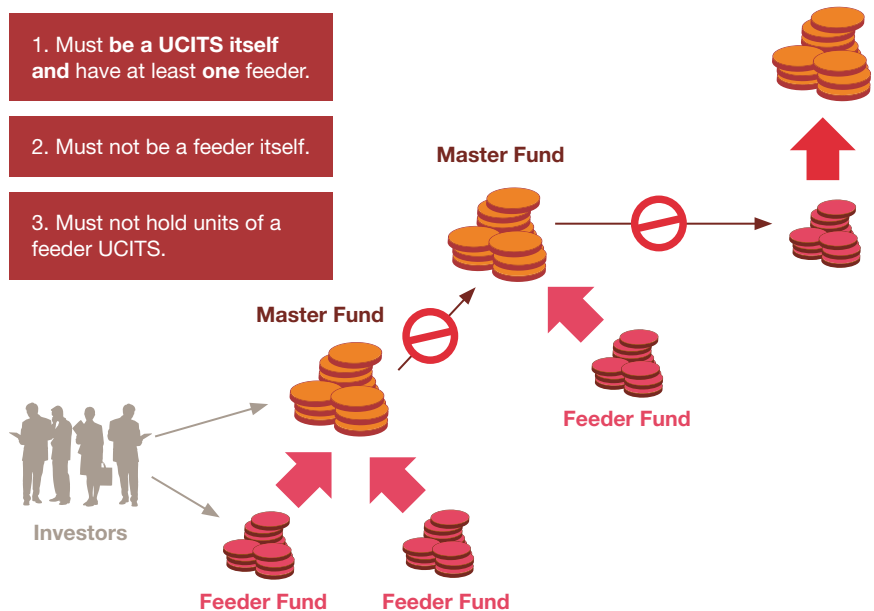 1. Must be a UCITS itself
and have at least one feeder.
2. Must not be a feeder itself.
3. Must not hold units of a
feeder UCITS.
Master Fund
Master Fund
Feeder Fund
Investors
Feeder Fund
Feeder Fund